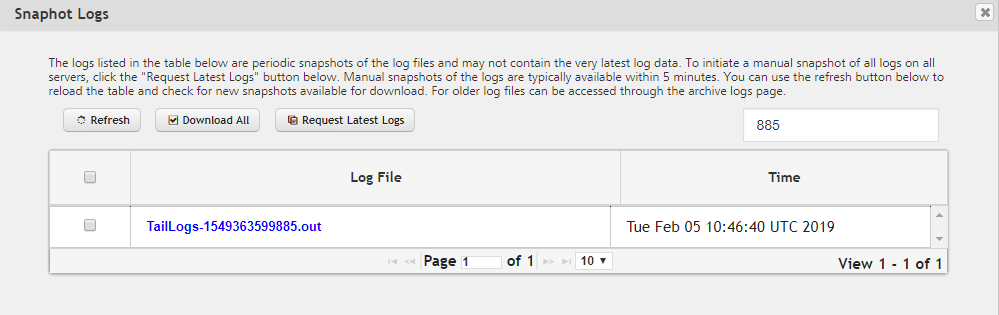 Snaphot Logs
The logs listed in the table below are periodic snapshots of the log files and may not contain the very latest log data. To initiate a manual snapshot of all logs on all
servers, click the "Request Latest Logs" button below. Manual snapshots of the logs are typically available within 5 minutes. You can use the refresh button below to
reload the table and check for new snapshots available for download. For older log files can be accessed through the archive logs page.
Refresh Download All Request Latest Logs 885
Log File Time
TailLogs-1549363599885.out Tue Feb 05 10:46:40 UTC 2019
Page 1 of 1 10 View 1 - 1 of 1